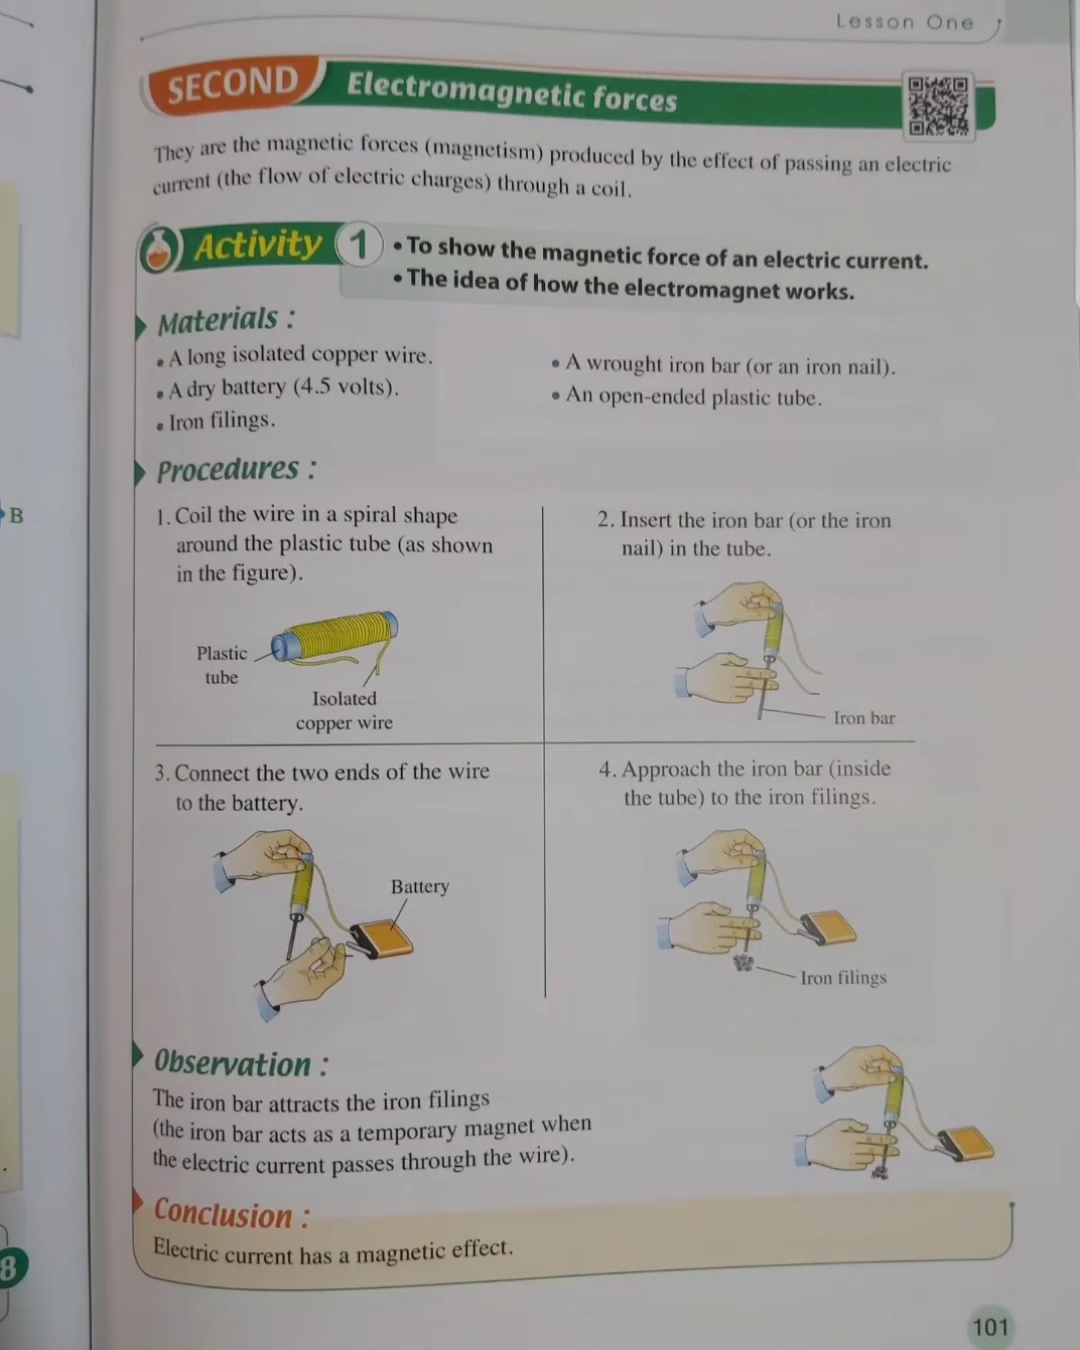 Lesson One
SECOND Electromagnetic forces
They are the magnetic forces (magnetism) produced by the effect of passing an electric
current (the flow of electric charges) through a coil.
Activity 1
• To show the magnetic force of an electric current.
• The idea of how the electromagnet works.
Materials :
• A long isolated copper wire.
• A dry battery (4.5 volts).
• Iron filings.
• A wrought iron bar (or an iron nail).
• An open-ended plastic tube.
Procedures :
1. Coil the wire in a spiral shape
around the plastic tube (as shown
in the figure).
Plastic
tube
Isolated
copper wire
2. Insert the iron bar (or the iron
nail) in the tube.
Iron bar
3. Connect the two ends of the wire
to the battery.
Battery
4. Approach the iron bar (inside
the tube) to the iron filings.
Iron filings
Observation :
The iron bar attracts the iron filings
(the iron bar acts as a temporary magnet when
the electric current passes through the wire).
Conclusion :
Electric current has a magnetic effect.
101
B
8